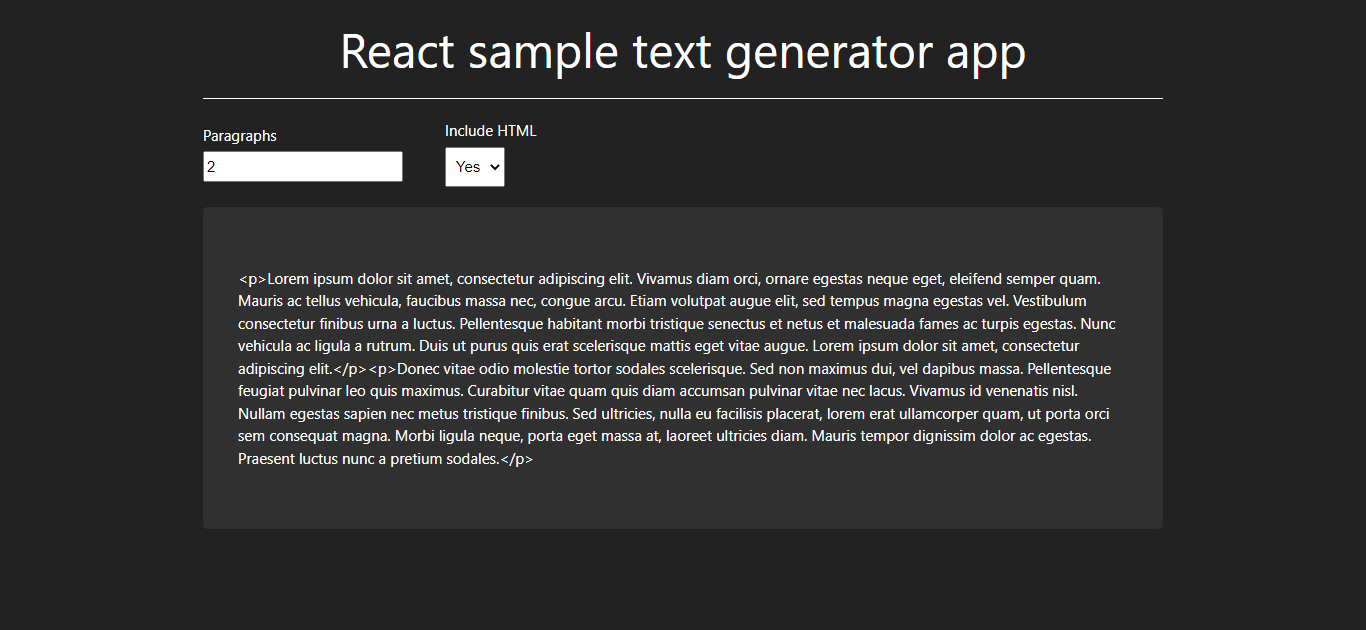 React sample text generator app
Paragraphs
Include HTML
2
Yes
<p>Lorem ipsum dolor sit amet, consectetur adipiscing elit. Vivamus diam orci, ornare egestas neque eget, eleifend semper quam.
Mauris ac tellus vehicula, faucibus massa nec, congue arcu. Etiam volutpat augue elit, sed tempus magna egestas vel. Vestibulum
consectetur finibus urna a luctus. Pellentesque habitant morbi tristique senectus et netus et malesuada fames ac turpis egestas. Nunc
vehicula ac ligula a rutrum. Duis ut purus quis erat scelerisque mattis eget vitae augue. Lorem ipsum dolor sit amet, consectetur
adipiscing elit.</p><p>Donec vitae odio molestie tortor sodales scelerisque. Sed non maximus dui, vel dapibus massa. Pellentesque
feugiat pulvinar leo quis maximus. Curabitur vitae quam quis diam accumsan pulvinar vitae nec lacus. Vivamus id venenatis nisl.
Nullam egestas sapien nec metus tristique finibus. Sed ultricies, nulla eu facilisis placerat, lorem erat ullamcorper quam, ut porta orci
sem consequat magna. Morbi ligula neque, porta eget massa at, laoreet ultricies diam. Mauris tempor dignissim dolor ac egestas.
Praesent luctus nunc a pretium sodales.</p>